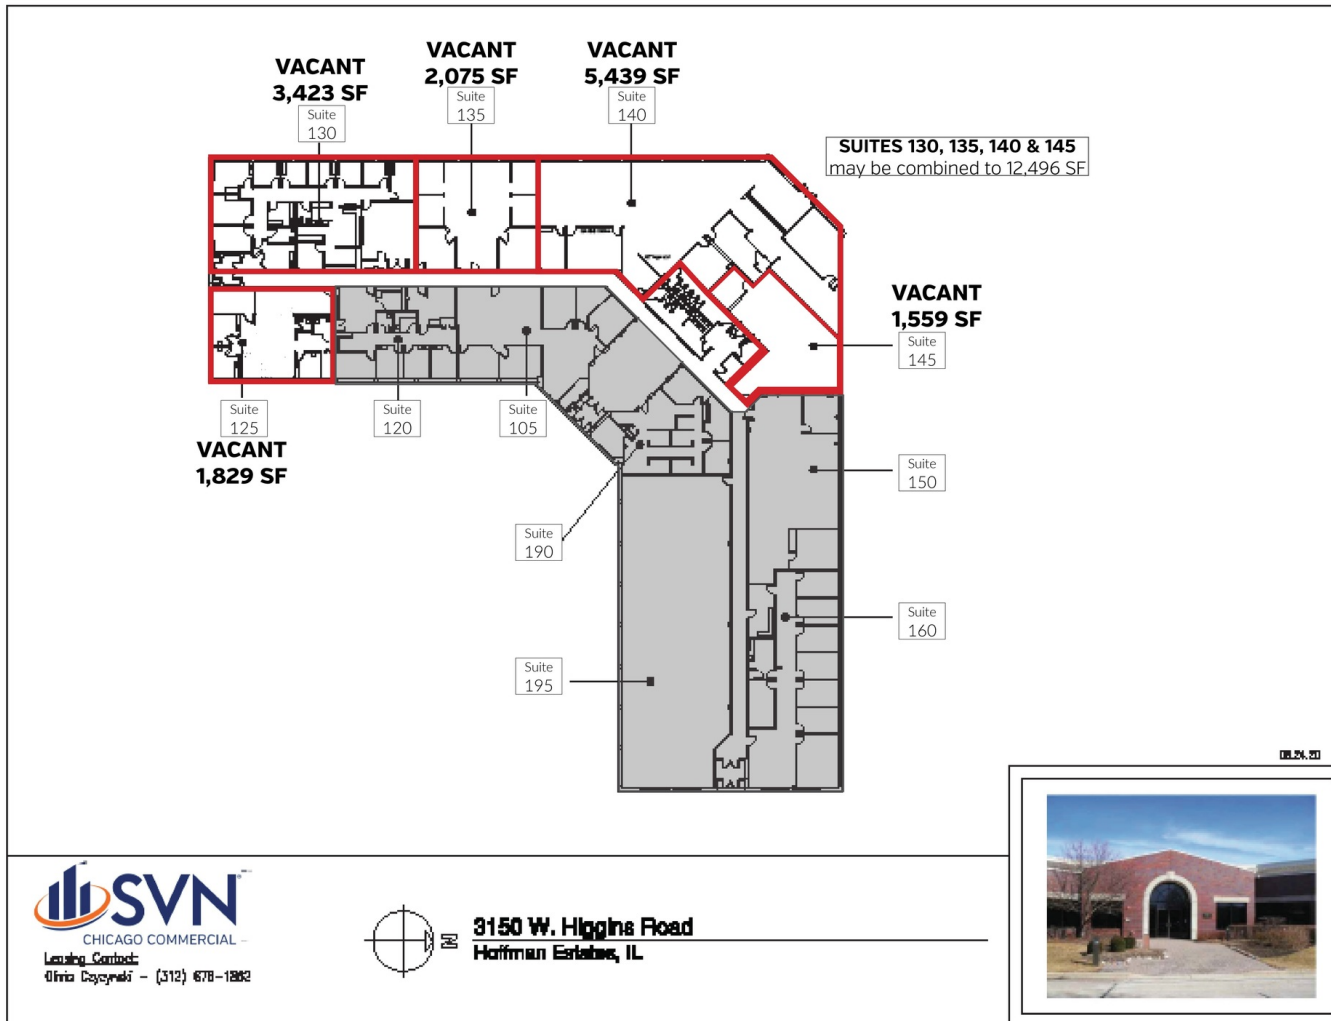 VACANT
3,423 SF
Suite
130
VACANT
2,075 SF
Suite
135
VACANT
5,439 SF
Suite
140
SUITES 130, 135, 140 & 145
may be combined to 12,496 SF
VACANT
1,559 SF
Suite
145
Suite
125
VACANT
1,829 SF
Suite
120
Suite
105
Suite
150
Suite
190
Suite
160
Suite
195
SVN
CHICAGO COMMERCIAL
Leasing Contact:
3150 W. Higgins Road
Hoffman Estates, IL